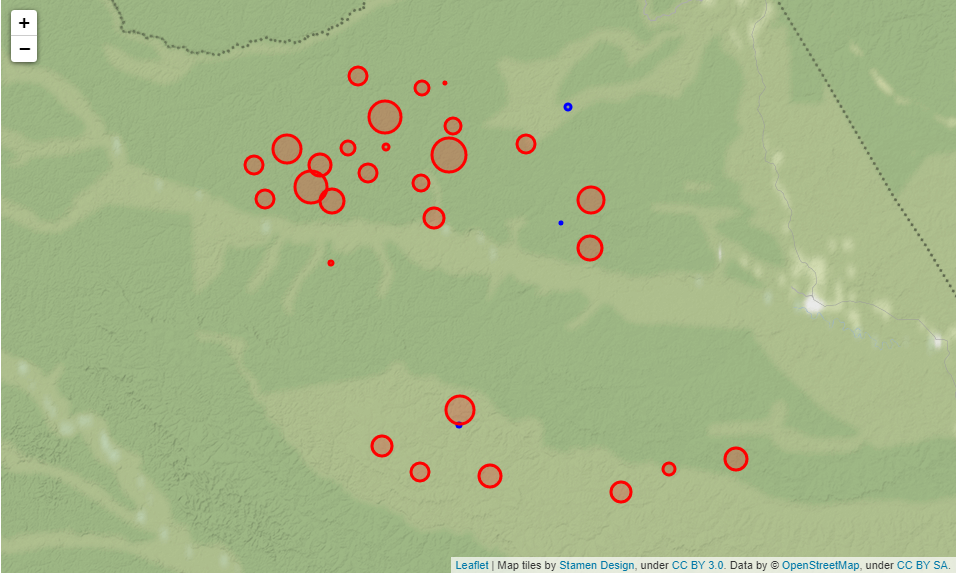 +
−
Leaflet | Map tiles by Stamen Design, under CC BY 3.0. Data by © OpenStreetMap, under CC BY SA.